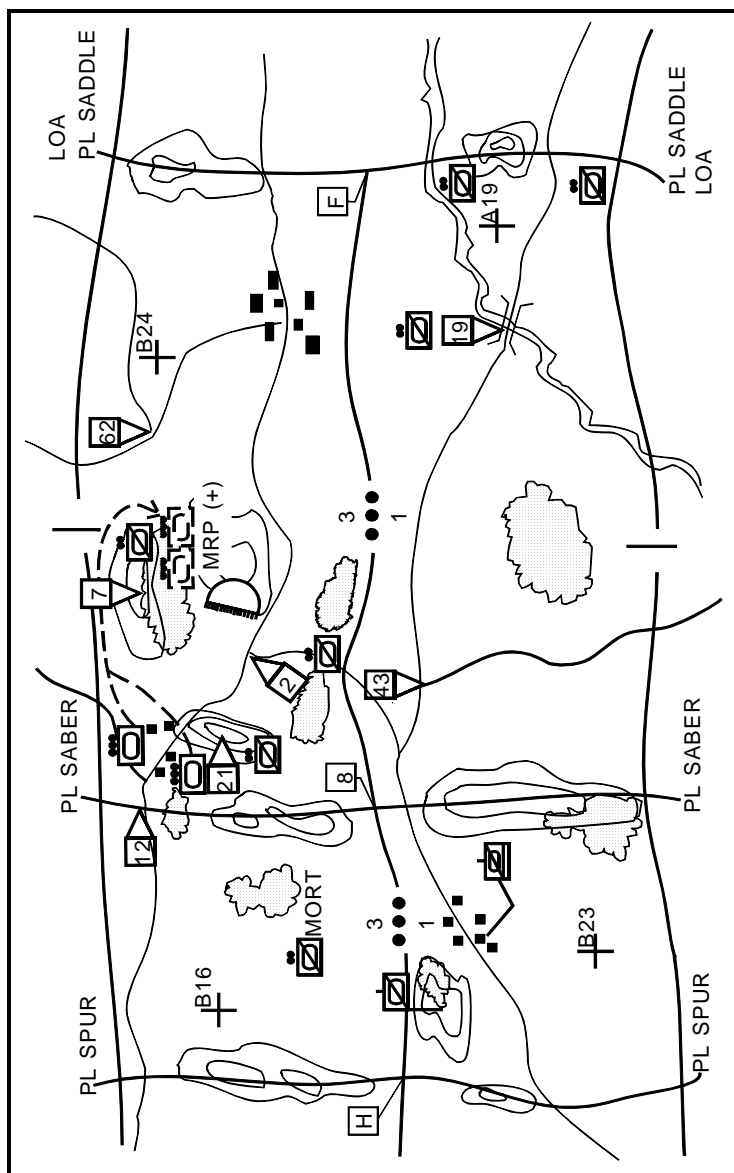 LOA
PL SADDLE
PL SADDLE
LOA
F
A19
B24
19
62
MRP (+)
3
1
7
2
43
PL SABER
PL SABER
21
8
12
MORT
3
1
B16
B23
PL SPUR
PL SPUR
H